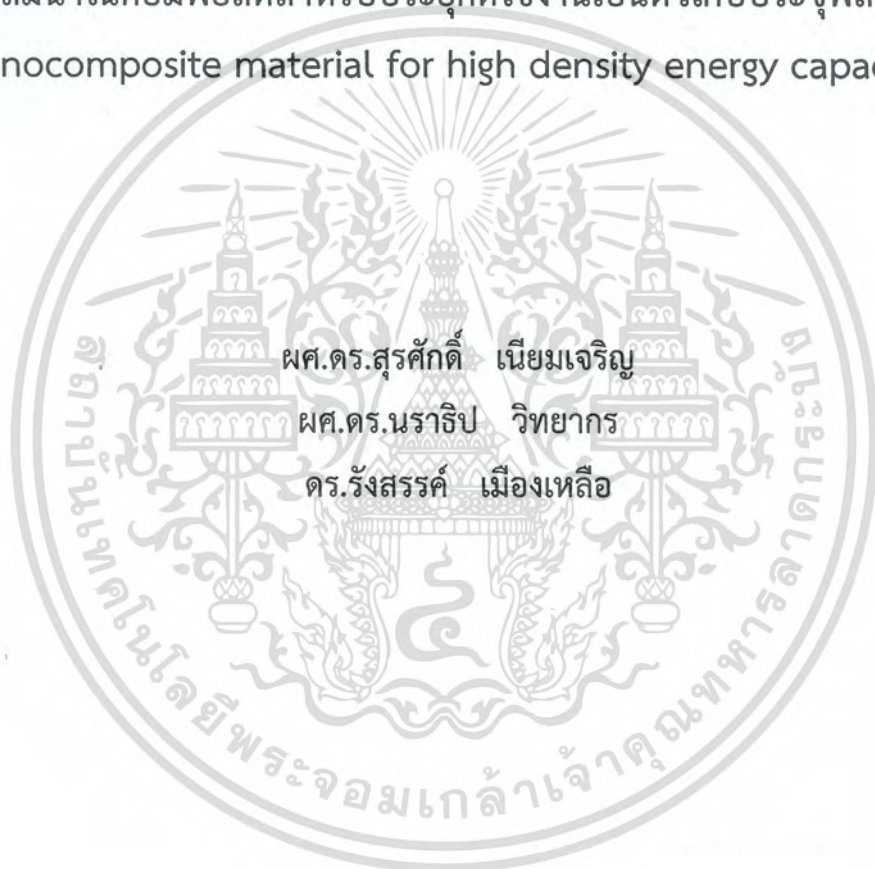 nocomposite material for high density energy capac
ผศ.ดร.สุรศักดิ์ เนียมเจริญ
ผศ.ดร.นราธิป วิทยากร
ดร.รังสรรค์ เมืองเหลือ
สถาบันเทคโนโลยีพระจอมเกล้าเจ้าคุณทหารลาดกระบัง